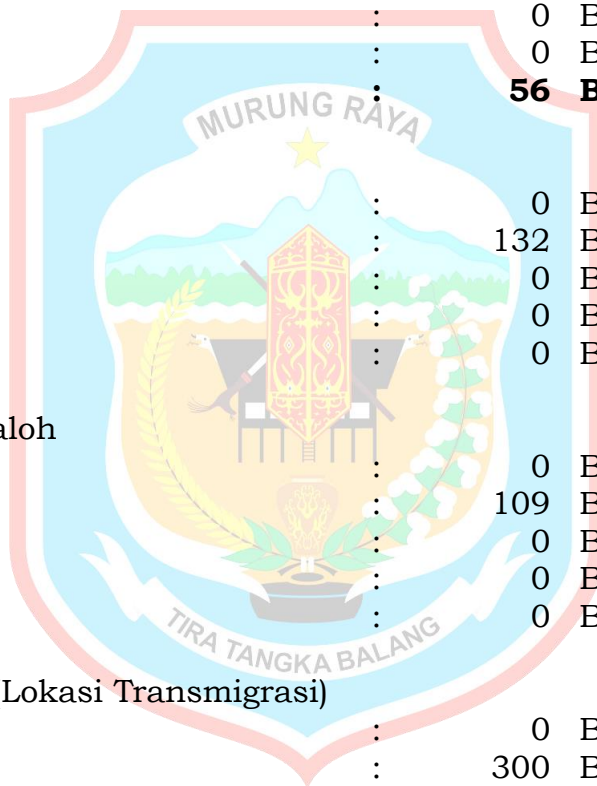 : 0 B
: 0 B
: 56 B
MURUNG RAYA
: 0 B
: 132 B
: 0 B
: 0 B
: 0 B
aloh
: 0 B
: 109 B
: 0 B
: 0 B
: 0 B
TIRA TANGKA BALANG
Lokasi Transmigrasi)
: 0 B
: 300 B